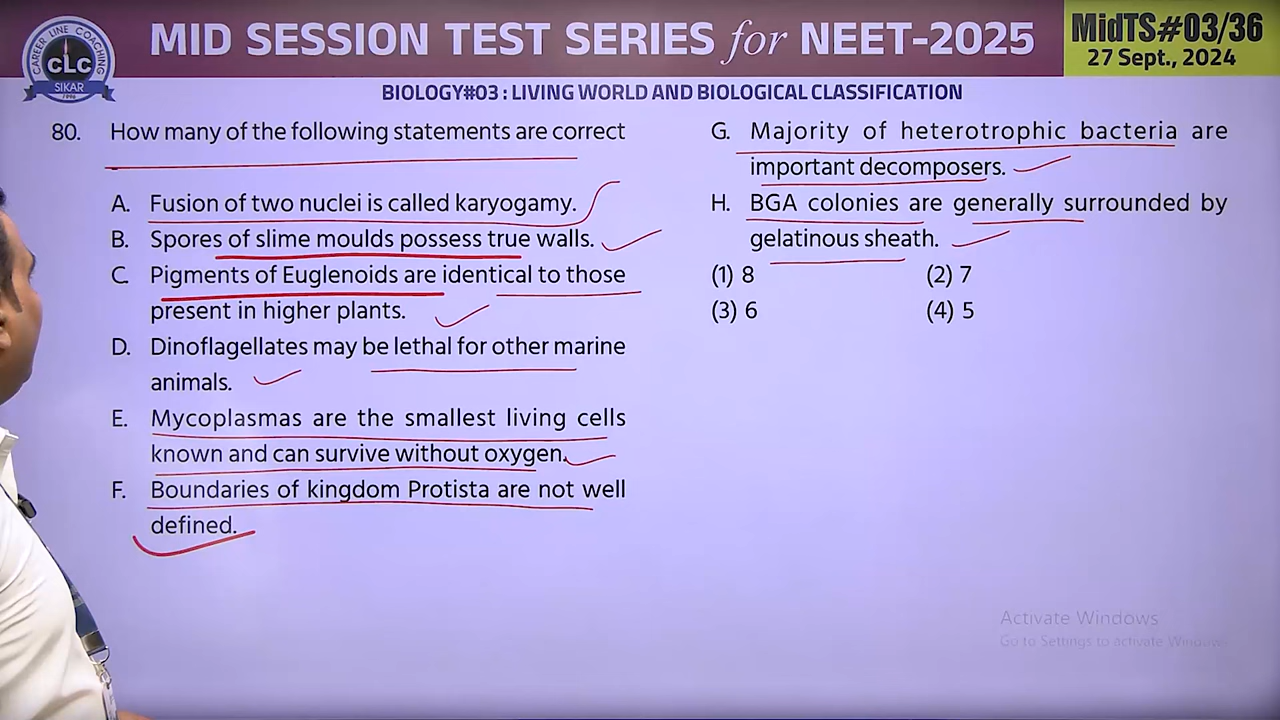 CAREER LINE COACHING
CLC
SIKAR
MID SESSION TEST SERIES for NEET-2025
MidTS#03/36
27 Sept., 2024
BIOLOGY#03 : LIVING WORLD AND BIOLOGICAL CLASSIFICATION
80. How many of the following statements are correct
A. Fusion of two nuclei is called karyogamy.
B. Spores of slime moulds possess true walls.
C. Pigments of Euglenoids are identical to those
present in higher plants.
D. Dinoflagellates may be lethal for other marine
animals.
E. Mycoplasmas are the smallest living cells
known and can survive without oxygen.
F. Boundaries of kingdom Protista are not well
defined.
G. Majority of heterotrophic bacteria are
important decomposers.
H. BGA colonies are generally surrounded by
gelatinous sheath.
(1) 8 (2) 7
(3) 6 (4) 5
Activate Windows
Go to Settings to activate Windows.